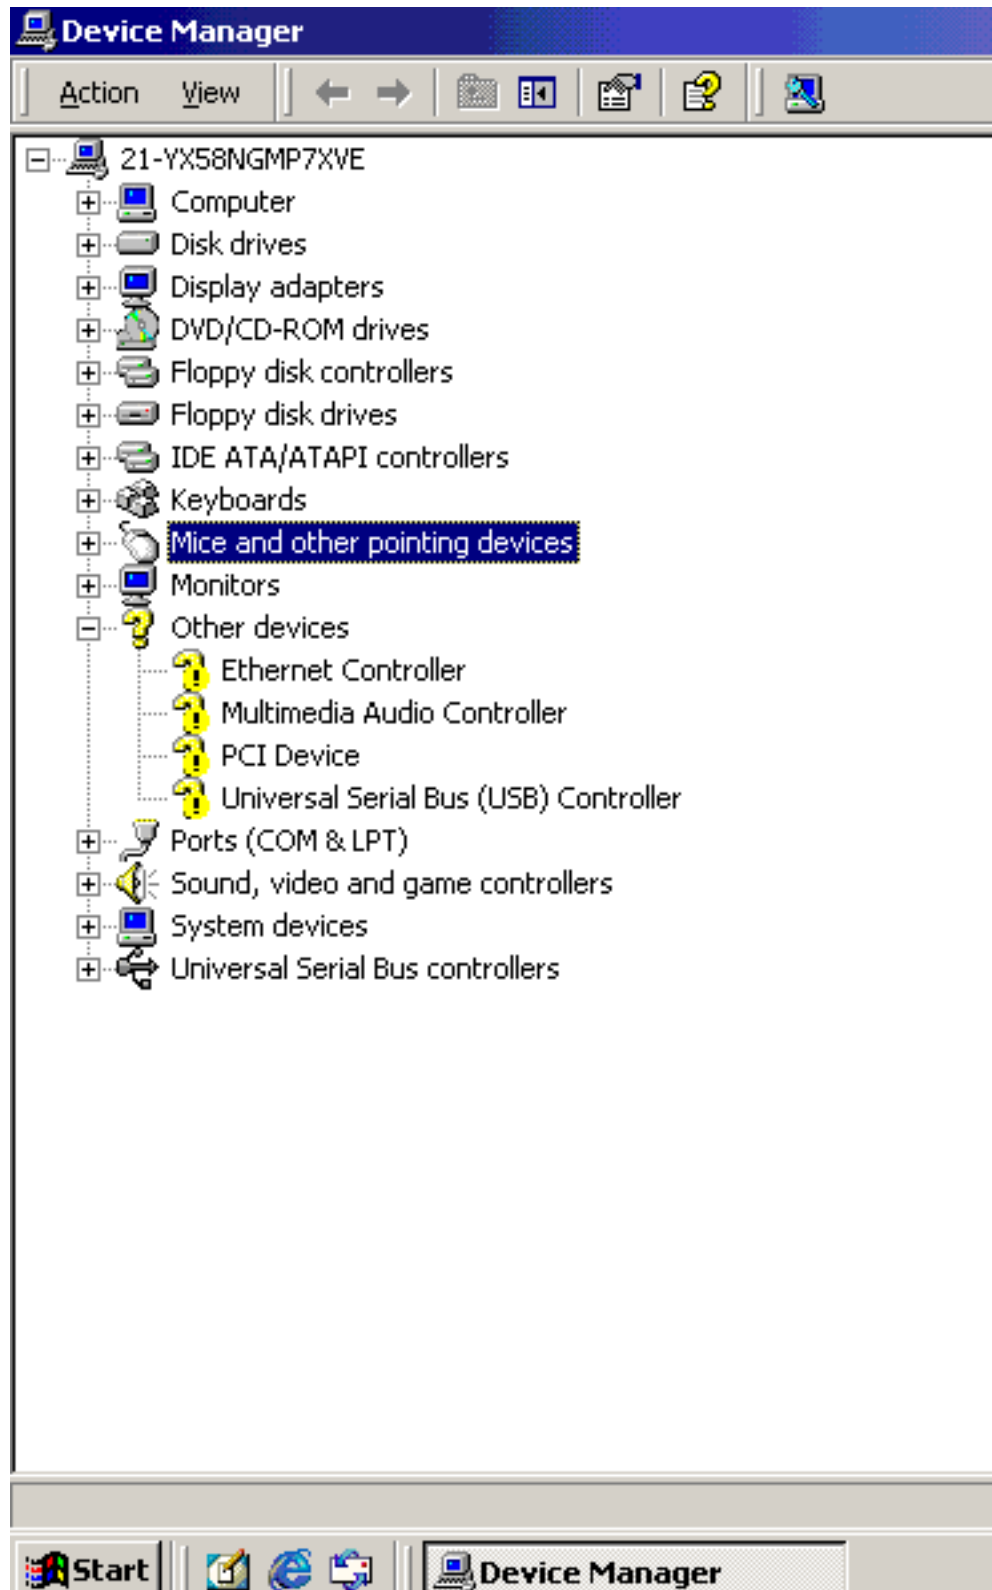 Device Manager
Action View
21-YX58NGMP7XVE
Computer
Disk drives
Display adapters
DVD/CD-ROM drives
Floppy disk controllers
Floppy disk drives
IDE ATA/ATAPI controllers
Keyboards
Mice and other pointing devices
Monitors
Other devices
Ethernet Controller
Multimedia Audio Controller
PCI Device
Universal Serial Bus (USB) Controller
Ports (COM & LPT)
Sound, video and game controllers
System devices
Universal Serial Bus controllers
Start Device Manager